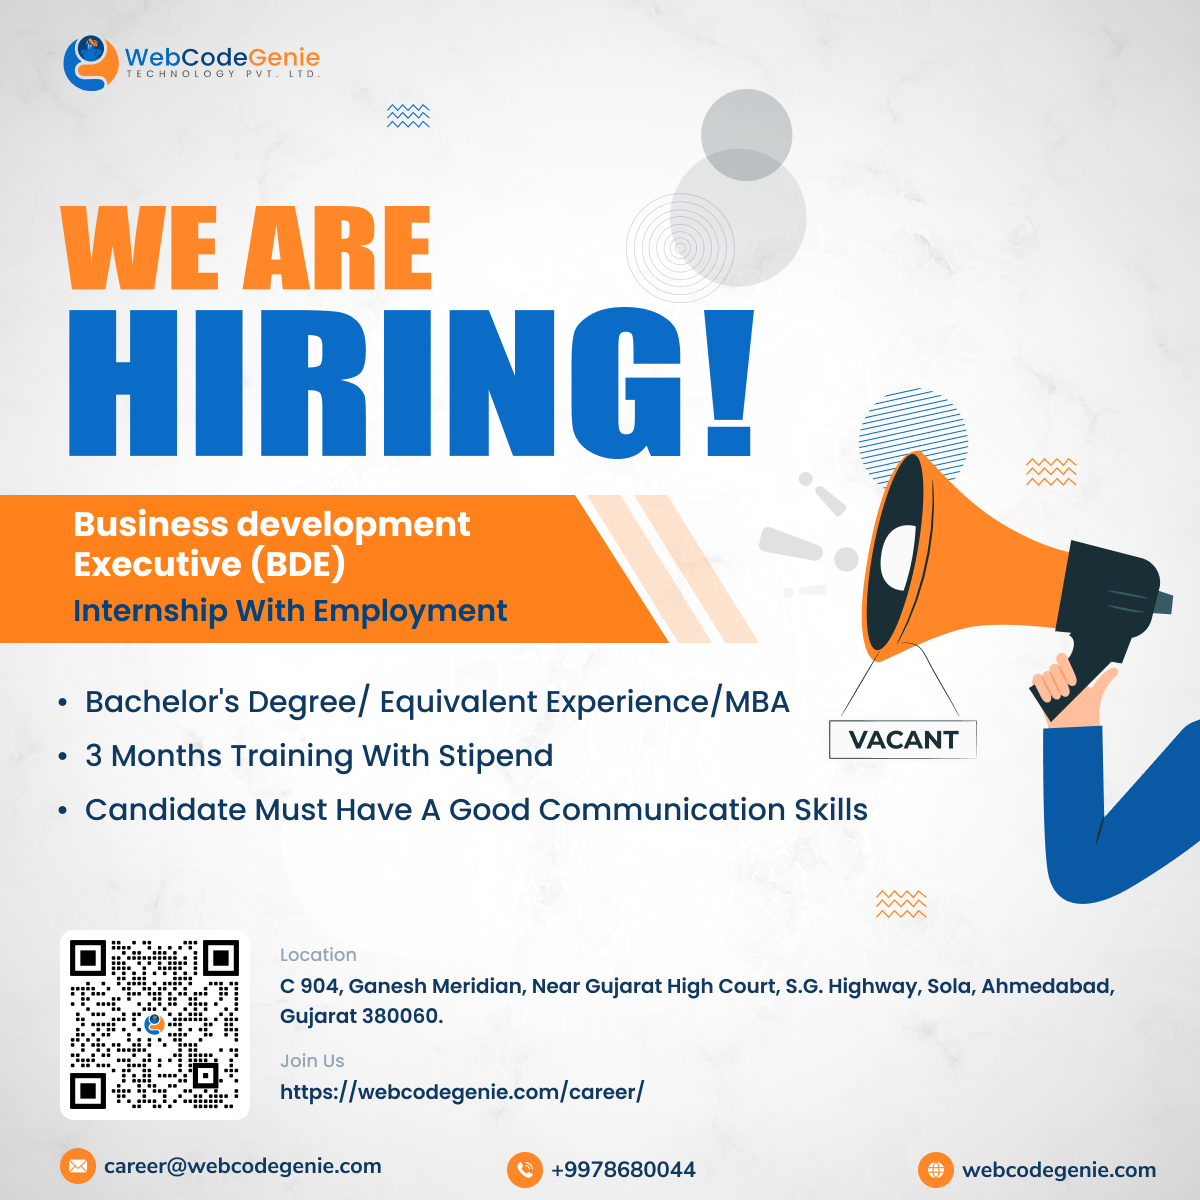 WebCodeGenie
TECHNOLOGY PVT. LTD.
WE ARE
HIRING!
Business development
Executive (BDE)
Internship With Employment
• Bachelor's Degree/ Equivalent Experience/MBA
• 3 Months Training With Stipend
• Candidate Must Have A Good Communication Skills
VACANT
Location
C 904, Ganesh Meridian, Near Gujarat High Court, S.G. Highway, Sola, Ahmedabad,
Gujarat 380060.
Join Us
https://webcodegenie.com/career/
career@webcodegenie.com
+9978680044
webcodegenie.com